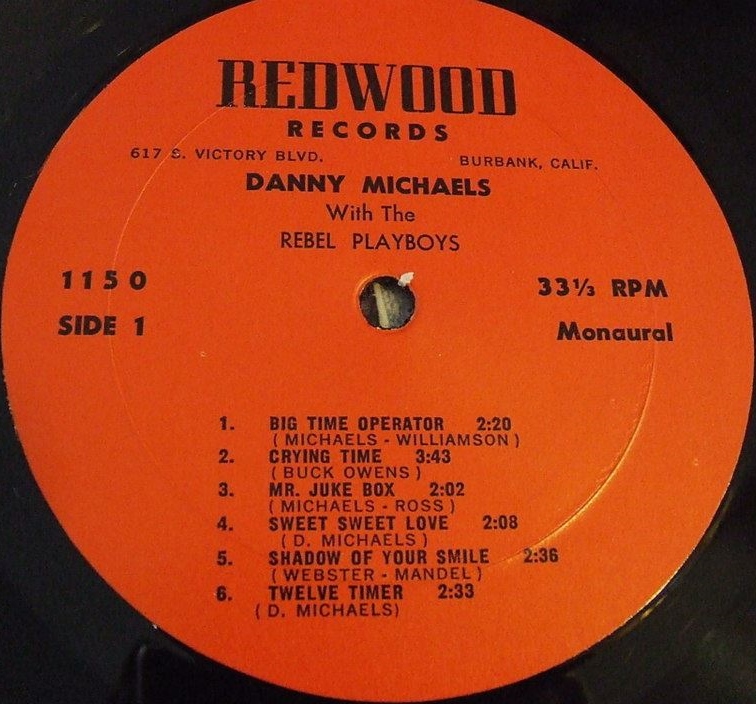 REDWOOD
RECORDS
617 S. VICTORY BLVD. BURBANK, CALIF.
DANNY MICHAELS
With The
REBEL PLAYBOYS
1150 33⅓ RPM
SIDE 1 Monaural
1. BIG TIME OPERATOR 2:20
( MICHAELS - WILLIAMSON )
2. CRYING TIME 3:43
( BUCK OWENS )
3. MR. JUKE BOX 2:02
( MICHAELS - ROSS )
4. SWEET SWEET LOVE 2:08
( D. MICHAELS )
5. SHADOW OF YOUR SMILE 2:36
( WEBSTER - MANDEL )
6. TWELVE TIMER 2:33
( D. MICHAELS)